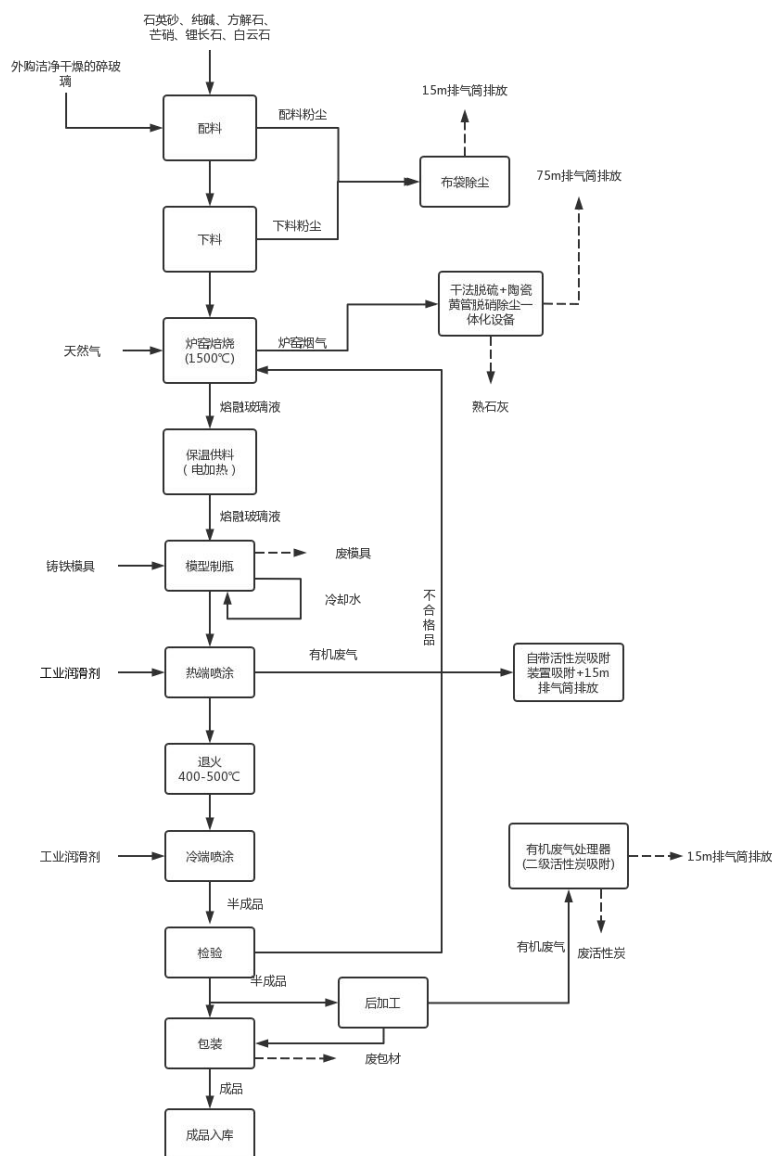 石英砂、纯碱、方解石、
芒硝、锂长石、白云石
外购洁净干燥的碎玻
璃
15m排气筒排放
配料
配料粉尘
布袋除尘
75m排气筒排放
下料
下料粉尘
干法脱硫+陶瓷
黄管脱硝除尘一
体化设备
天然气
炉窑焙烧
(1500℃)
炉窑烟气
熔融玻璃液
熟石灰
保温供料
(电加热)
熔融玻璃液
铸铁模具
模型制瓶
废模具
冷却水
不
合
格
品
工业润滑剂
热端喷涂
有机废气
自带活性炭吸附
装置吸附+15m
排气筒排放
退火
400-500℃
工业润滑剂
冷端喷涂
有机废气处理器
(二级活性炭吸附)
15m排气筒排放
半成品
检验
有机废气
废活性炭
半成品
后加工
包装
废包材
成品
成品入库